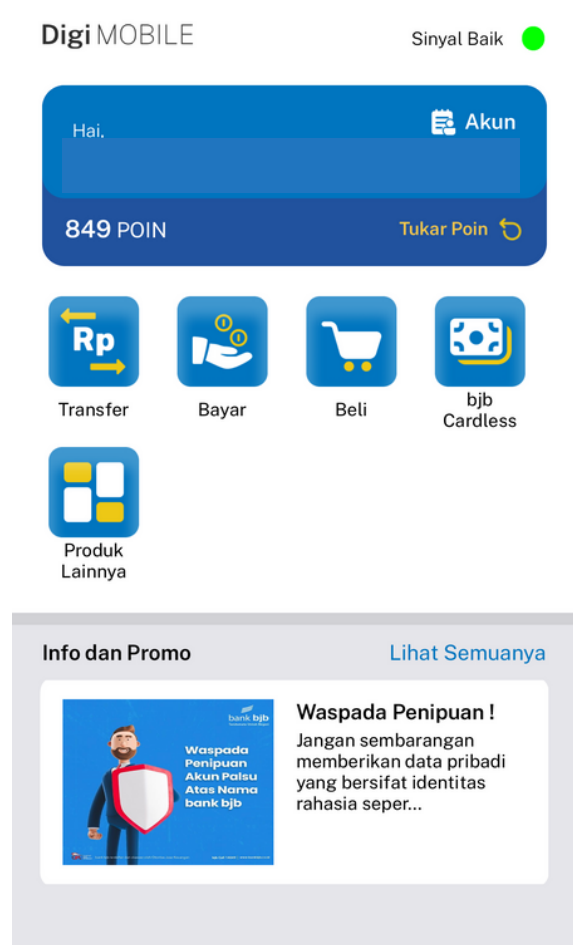 Digi MOBILE
Sinyal Baik
Hai,
Akun
849 POIN
Tukar Poin
Rp
Transfer
Bayar
Beli
bjb
Cardless
Produk
Lainnya
Info dan Promo
Lihat Semuanya
bank bjb
Waspada
Penipuan
Akun Palsu
Atas Nama
bank bjb
Waspada Penipuan !
Jangan sembarangan
memberikan data pribadi
yang bersifat identitas
rahasia seper...